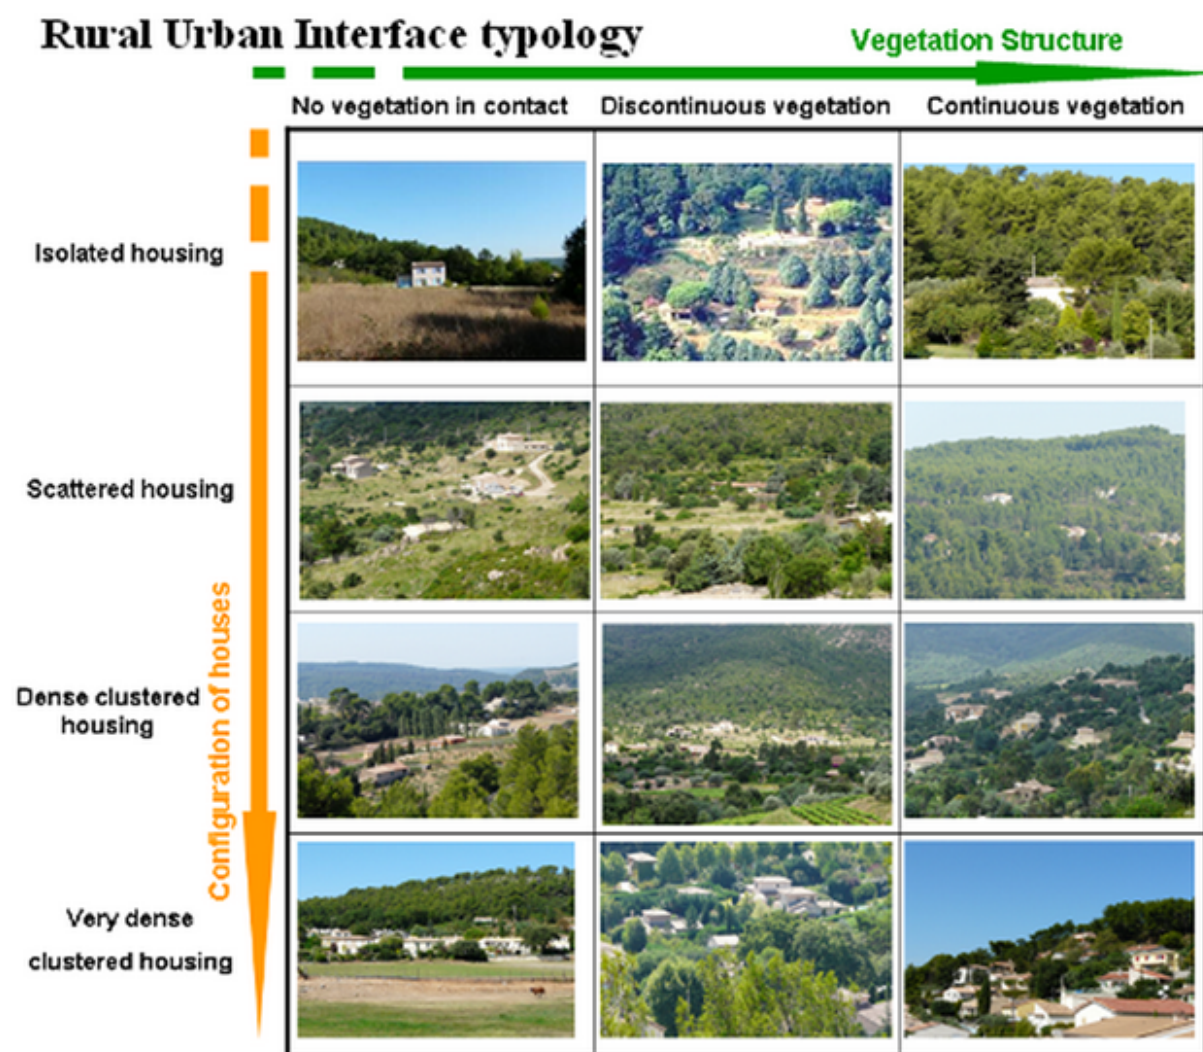 Rural Urban Interface typology
Vegetation Structure
No vegetation in contact
Discontinuous vegetation
Continuous vegetation
Isolated housing
Scattered housing
Configuration of houses
Dense clustered
housing
Very dense
clustered housing